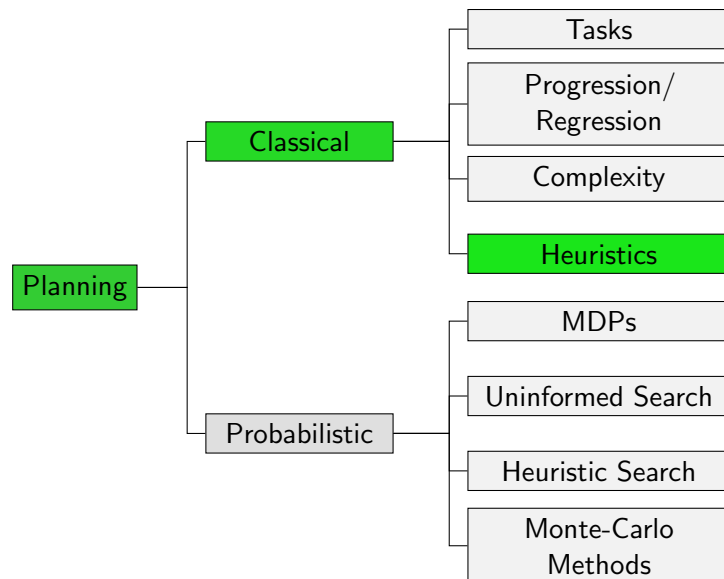 Planning
Classical
Tasks
Progression/
Regression
Complexity
Heuristics
Probabilistic
MDPs
Uninformed Search
Heuristic Search
Monte-Carlo
Methods